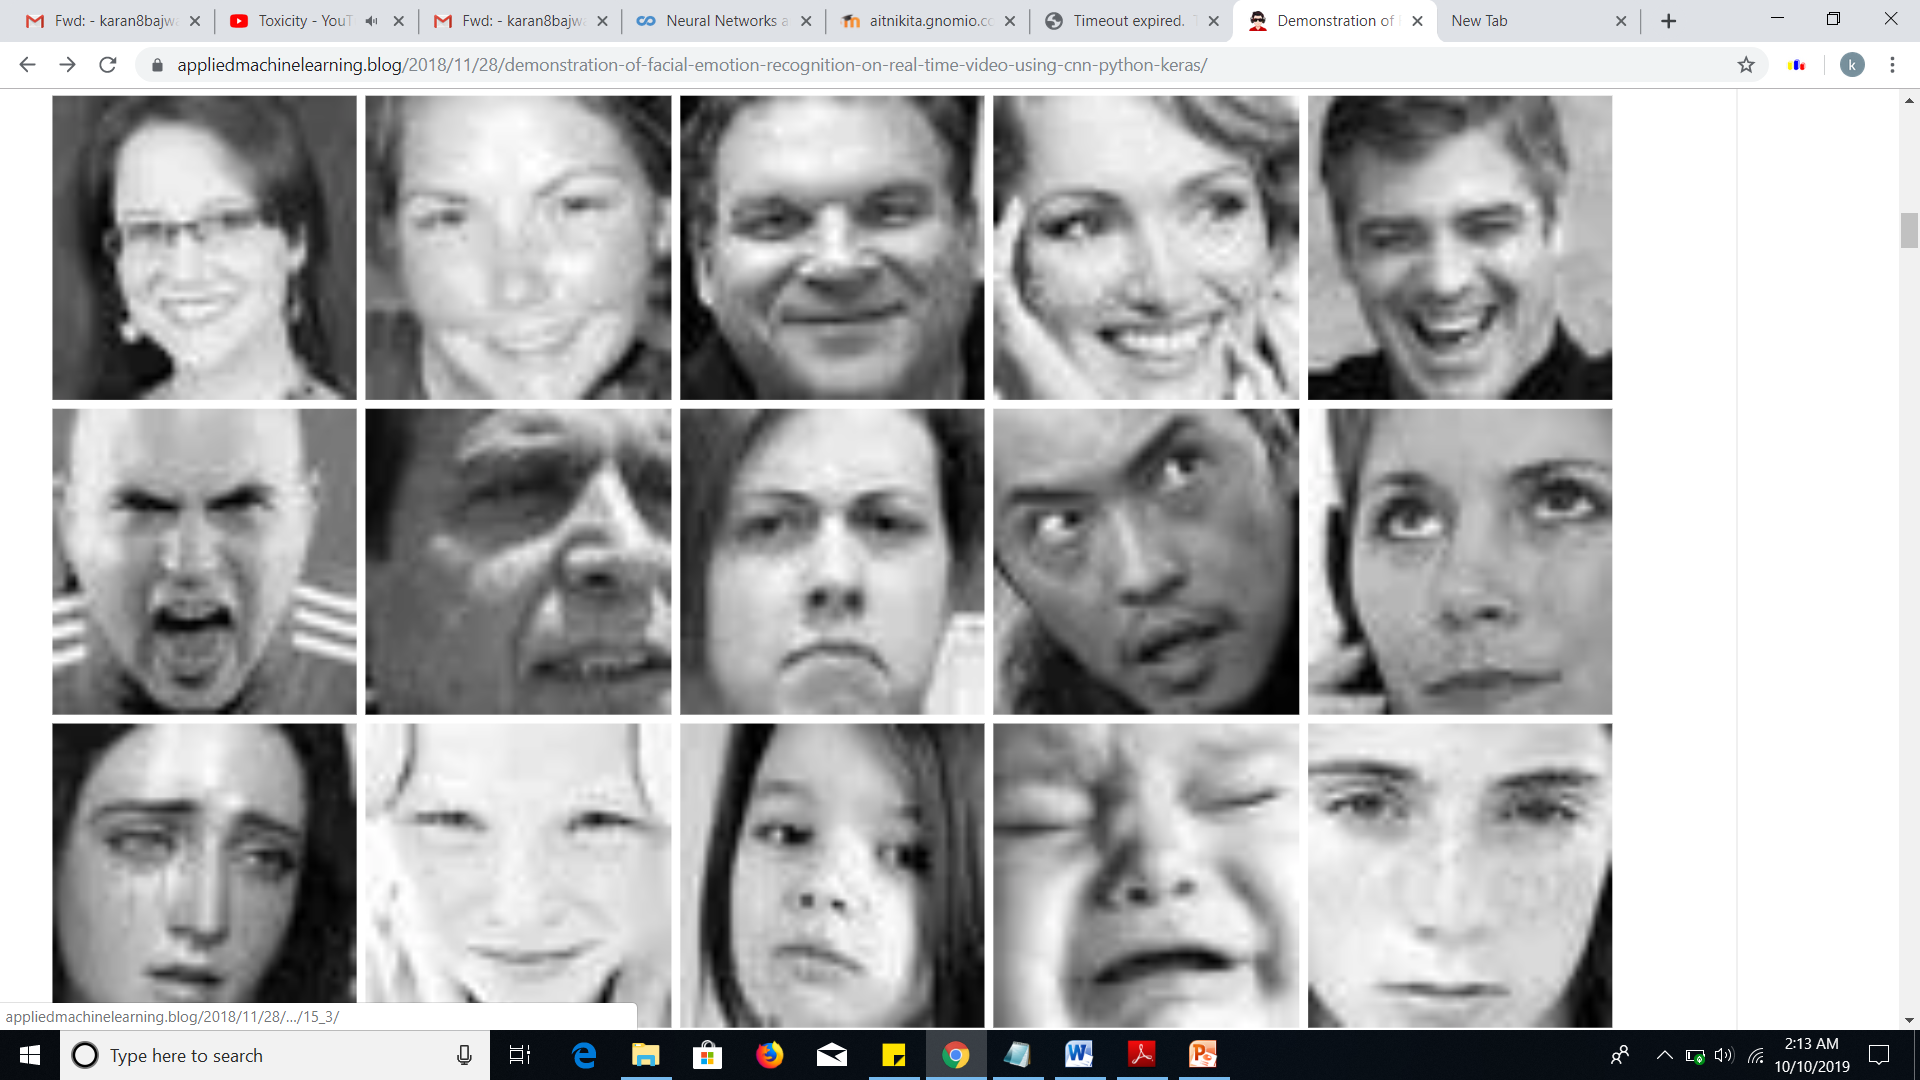 Fwd: - karan8bajw
Toxicity - YouT
Fwd: - karan8bajw
Neural Networks a
aitnikita.gnomio.co
Timeout expired. T
Demonstration of F
New Tab
appliedmachinelearning.blog/2018/11/28/demonstration-of-facial-emotion-recognition-on-real-time-video-using-cnn-python-keras/
k
appliedmachinelearning.blog/2018/11/28/.../15_3/
Type here to search
2:13 AM
10/10/2019